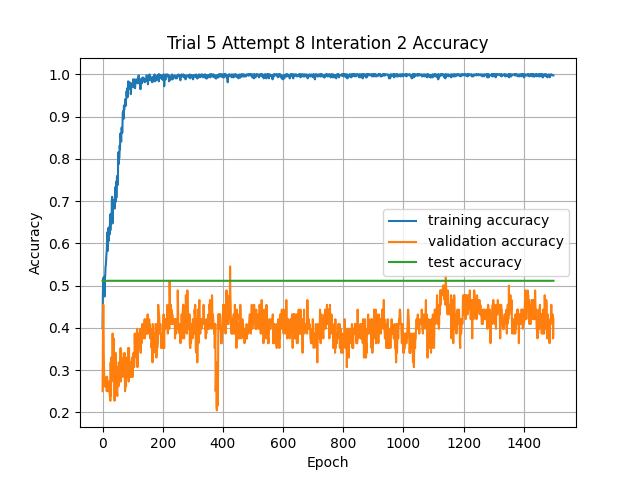 Trial 5 Attempt 8 Interation 2 Accuracy
1.0
0.9
0.8
0.7
0.6
0.5
0.4
0.3
0.2
Accuracy
training accuracy
validation accuracy
test accuracy
0 200 400 600 800 1000 1200 1400
Epoch